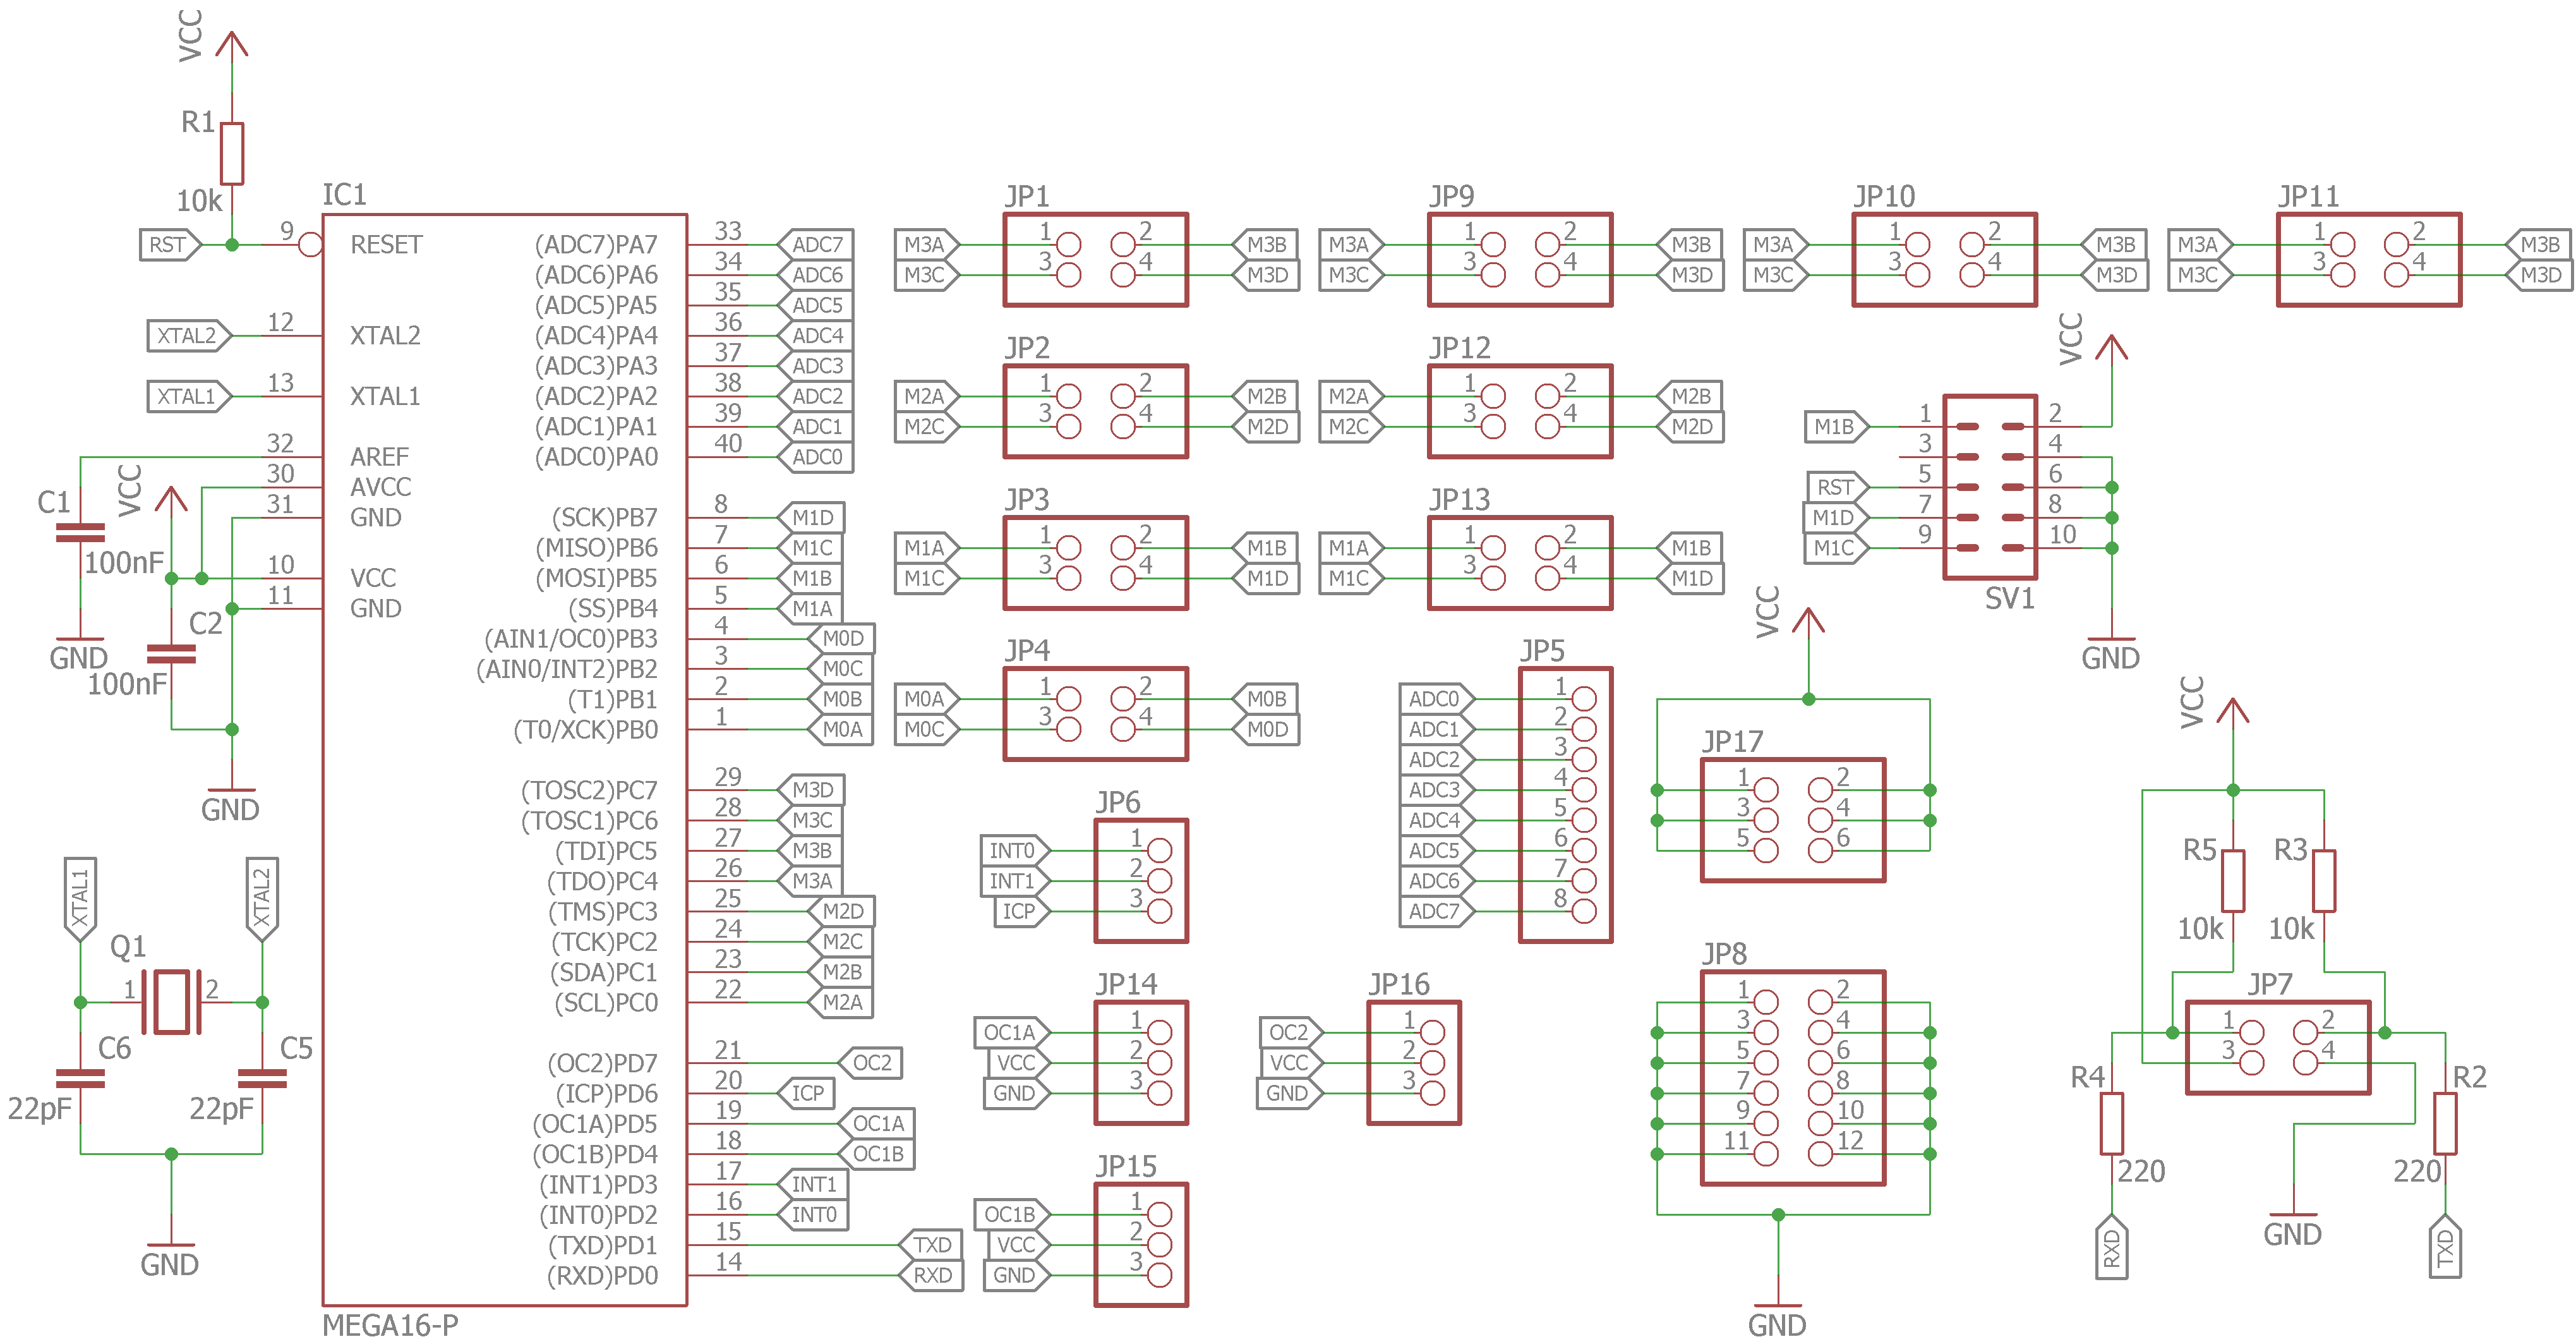 VCC
R1
10k
IC1
RST
9
RESET
XTAL2
12
XTAL2
XTAL1
13
XTAL1
32
AREF
30
AVCC
31
GND
10
VCC
11
GND
C1
100nF
GND
VCC
C2
100nF
GND
(ADC7)PA7 33 ADC7
(ADC6)PA6 34 ADC6
(ADC5)PA5 35 ADC5
(ADC4)PA4 36 ADC4
(ADC3)PA3 37 ADC3
(ADC2)PA2 38 ADC2
(ADC1)PA1 39 ADC1
(ADC0)PA0 40 ADC0
(SCK)PB7 8 M1D
(MISO)PB6 7 M1C
(MOSI)PB5 6 M1B
(SS)PB4 5 M1A
(AIN1/OC0)PB3 4 M0D
(AIN0/INT2)PB2 3 M0C
(T1)PB1 2 M0B
(T0/XCK)PB0 1 M0A
(TOSC2)PC7 29 M3D
(TOSC1)PC6 28 M3C
(TDI)PC5 27 M3B
(TDO)PC4 26 M3A
(TMS)PC3 25 M2D
(TCK)PC2 24 M2C
(SDA)PC1 23 M2B
(SCL)PC0 22 M2A
(OC2)PD7 21 OC2
(ICP)PD6 20 ICP
(OC1A)PD5 19 OC1A
(OC1B)PD4 18 OC1B
(INT1)PD3 17 INT1
(INT0)PD2 16 INT0
(TXD)PD1 15 TXD
(RXD)PD0 14 RXD
MEGA16-P
XTAL1
XTAL2
Q1
1 2
C6
22pF
C5
22pF
GND
JP1
M3A 1 2 M3B
M3C 3 4 M3D
JP9
M3A 1 2 M3B
M3C 3 4 M3D
JP10
M3A 1 2 M3B
M3C 3 4 M3D
JP11
M3A 1 2 M3B
M3C 3 4 M3D
JP2
M2A 1 2 M2B
M2C 3 4 M2D
JP12
M2A 1 2 M2B
M2C 3 4 M2D
JP3
M1A 1 2 M1B
M1C 3 4 M1D
JP13
M1A 1 2 M1B
M1C 3 4 M1D
VCC
M1B 1 2
3 4
RST 5 6
M1D 7 8
M1C 9 10
SV1
GND
JP4
M0A 1 2 M0B
M0C 3 4 M0D
JP5
ADC0 1
ADC1 2
ADC2 3
ADC3 4
ADC4 5
ADC5 6
ADC6 7
ADC7 8
VCC
JP17
1 2
3 4
5 6
JP6
INT0 1
INT1 2
ICP 3
JP14
OC1A 1
VCC 2
GND 3
JP16
OC2 1
VCC 2
GND 3
JP15
OC1B 1
VCC 2
GND 3
JP8
1 2
3 4
5 6
7 8
9 10
11 12
GND
VCC
R5
10k
R3
10k
JP7
1 2
3 4
R4
220
R2
220
GND
RXD
TXD